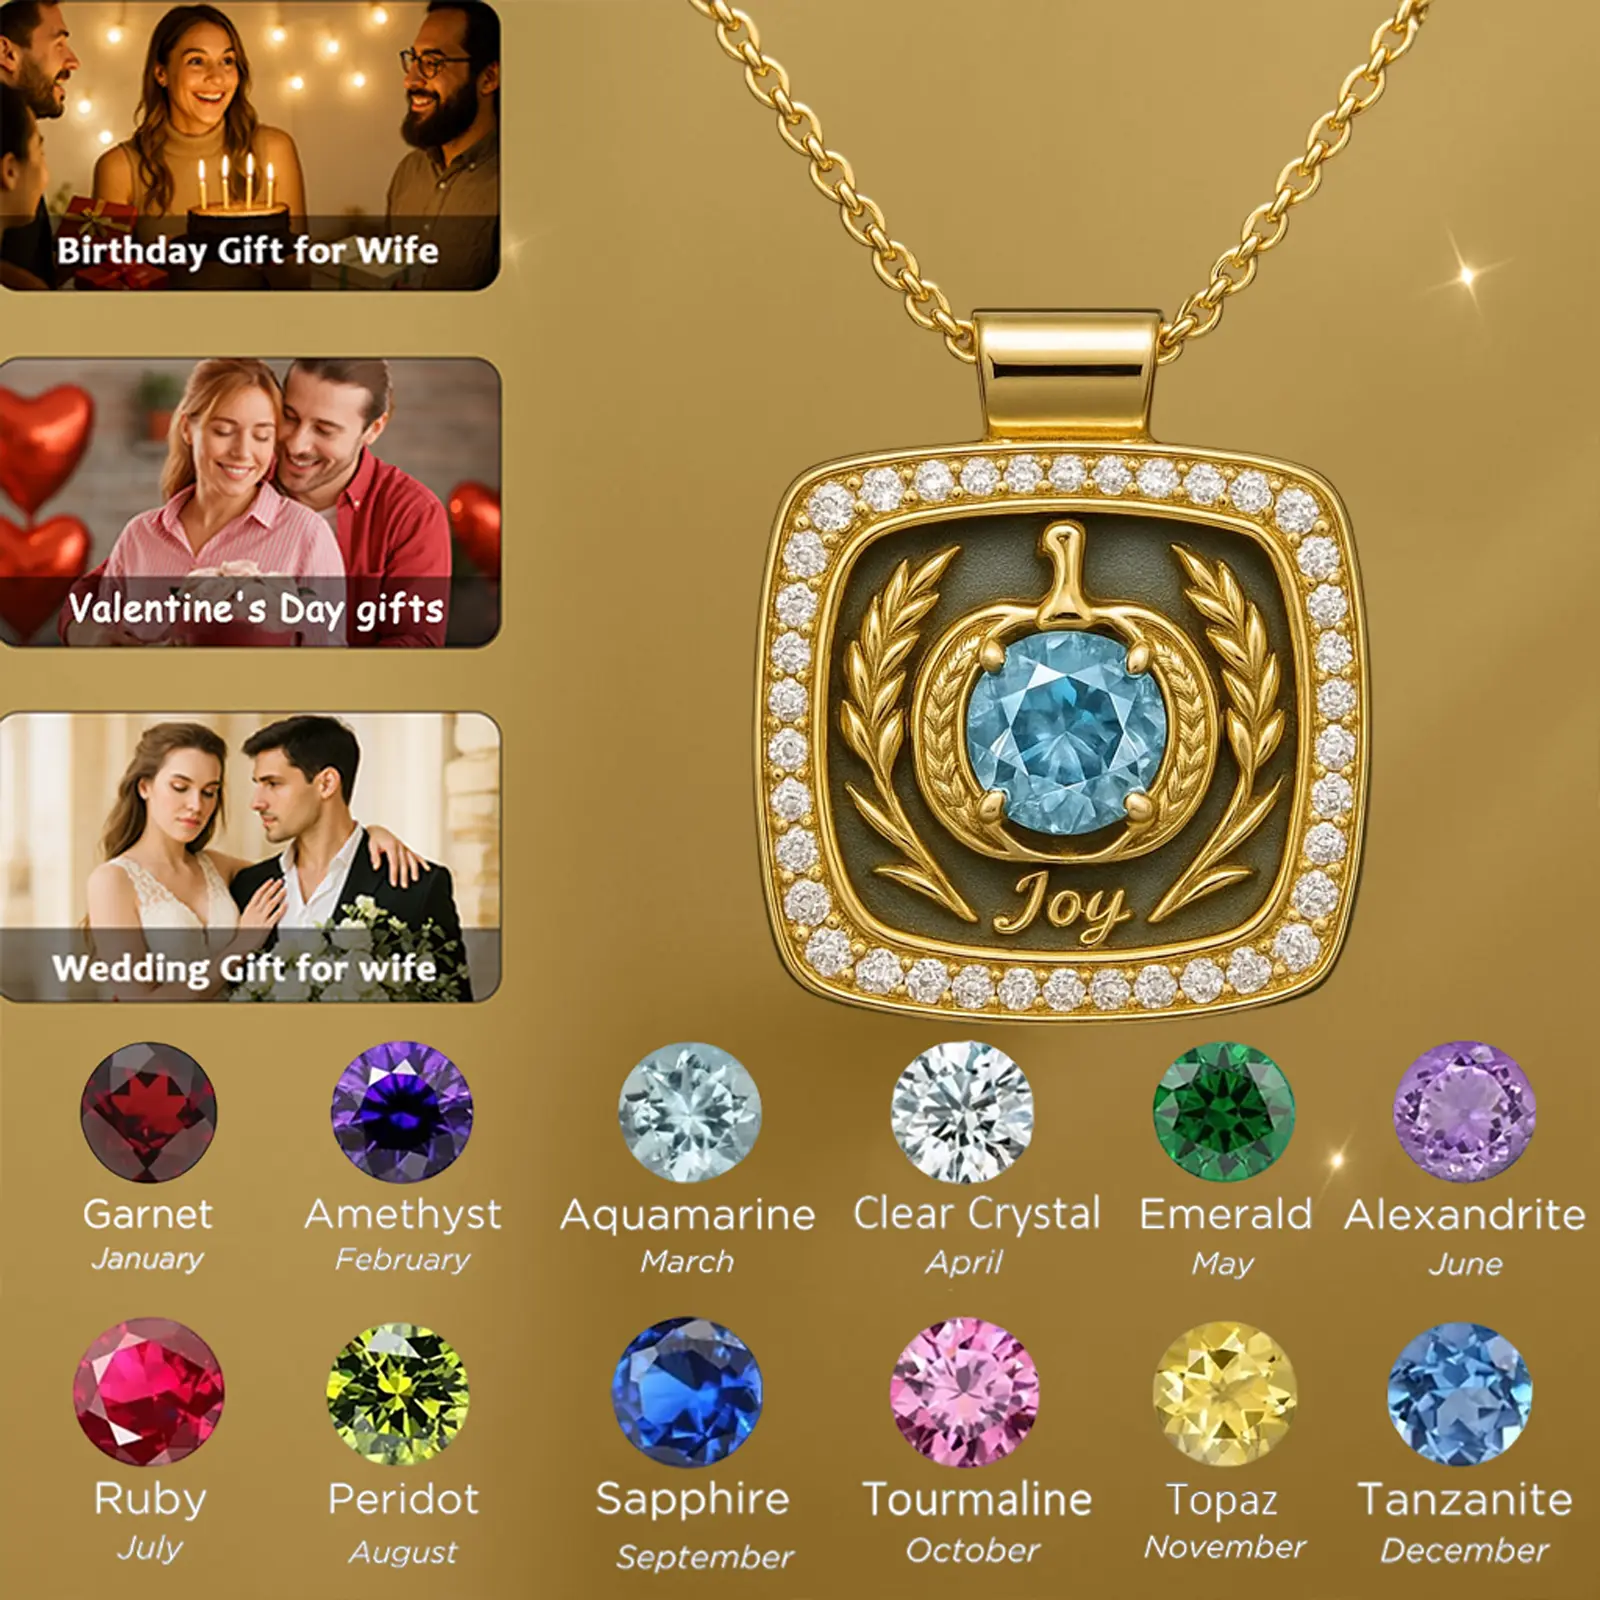 Birthday Gift for Wife
Valentine's Day gifts
Wedding Gift for wife
Joy
Garnet
January
Amethyst
February
Aquamarine
March
Clear Crystal
April
Emerald
May
Alexandrite
June
Ruby
July
Peridot
August
Sapphire
September
Tourmaline
October
Topaz
November
Tanzanite
December